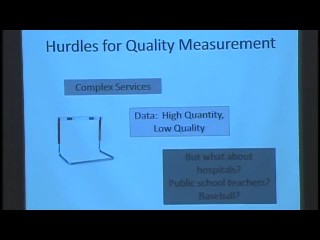 Hurdles for Quality Measurement
Complex Services
Data: High Quantity,
Low Quality
But what about
hospitals?
Public school teachers?
Baseball?